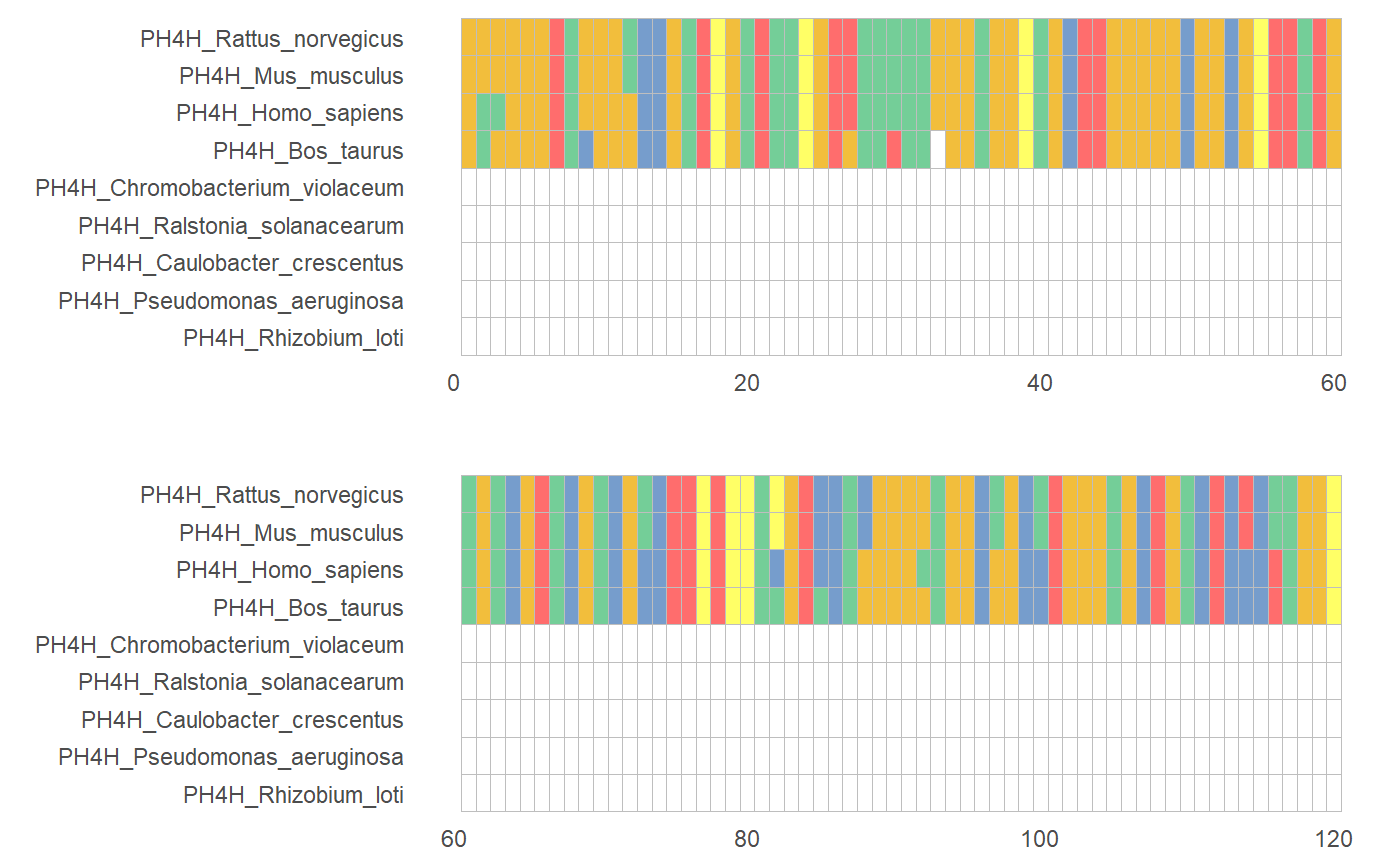 PH4H_Rattus_norvegicus
PH4H_Mus_musculus
PH4H_Homo_sapiens
PH4H_Bos_taurus
PH4H_Chromobacterium_violaceum
PH4H_Ralstonia_solanacearum
PH4H_Caulobacter_crescentus
PH4H_Pseudomonas_aeruginosa
PH4H_Rhizobium_loti
0 20 40 60
PH4H_Rattus_norvegicus
PH4H_Mus_musculus
PH4H_Homo_sapiens
PH4H_Bos_taurus
PH4H_Chromobacterium_violaceum
PH4H_Ralstonia_solanacearum
PH4H_Caulobacter_crescentus
PH4H_Pseudomonas_aeruginosa
PH4H_Rhizobium_loti
60 80 100 120